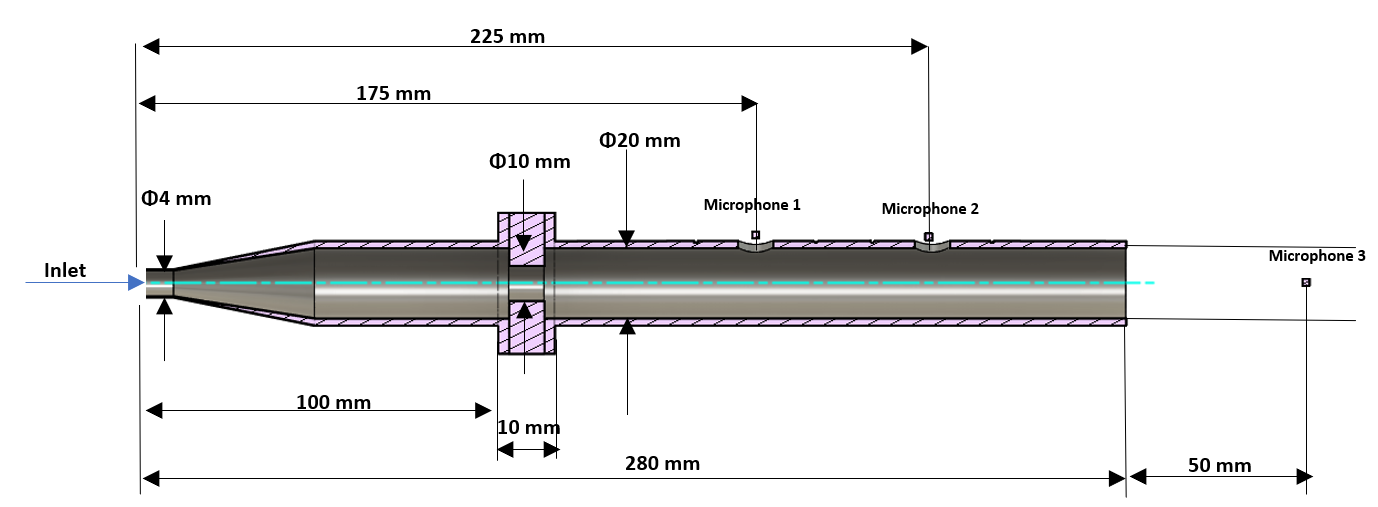 225 mm
175 mm
Φ20 mm
Φ10 mm
Φ4 mm
Microphone 1
Microphone 2
Microphone 3
Inlet
100 mm
10 mm
280 mm
50 mm